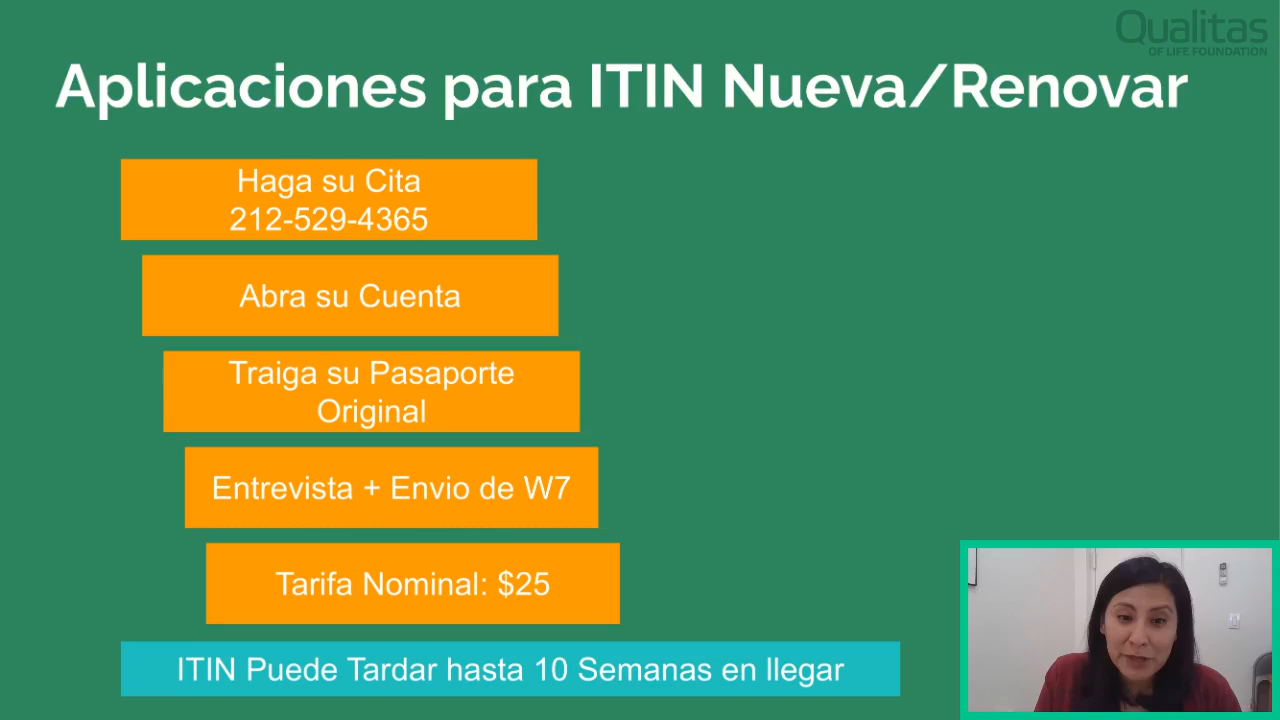 Qualitas
OF LIFE FOUNDATION
Aplicaciones para ITIN Nueva/Renovar
Haga su Cita
212-529-4365
Abra su Cuenta
Traiga su Pasaporte
Original
Entrevista + Envio de W7
Tarifa Nominal: $25
ITIN Puede Tardar hasta 10 Semanas en llegar